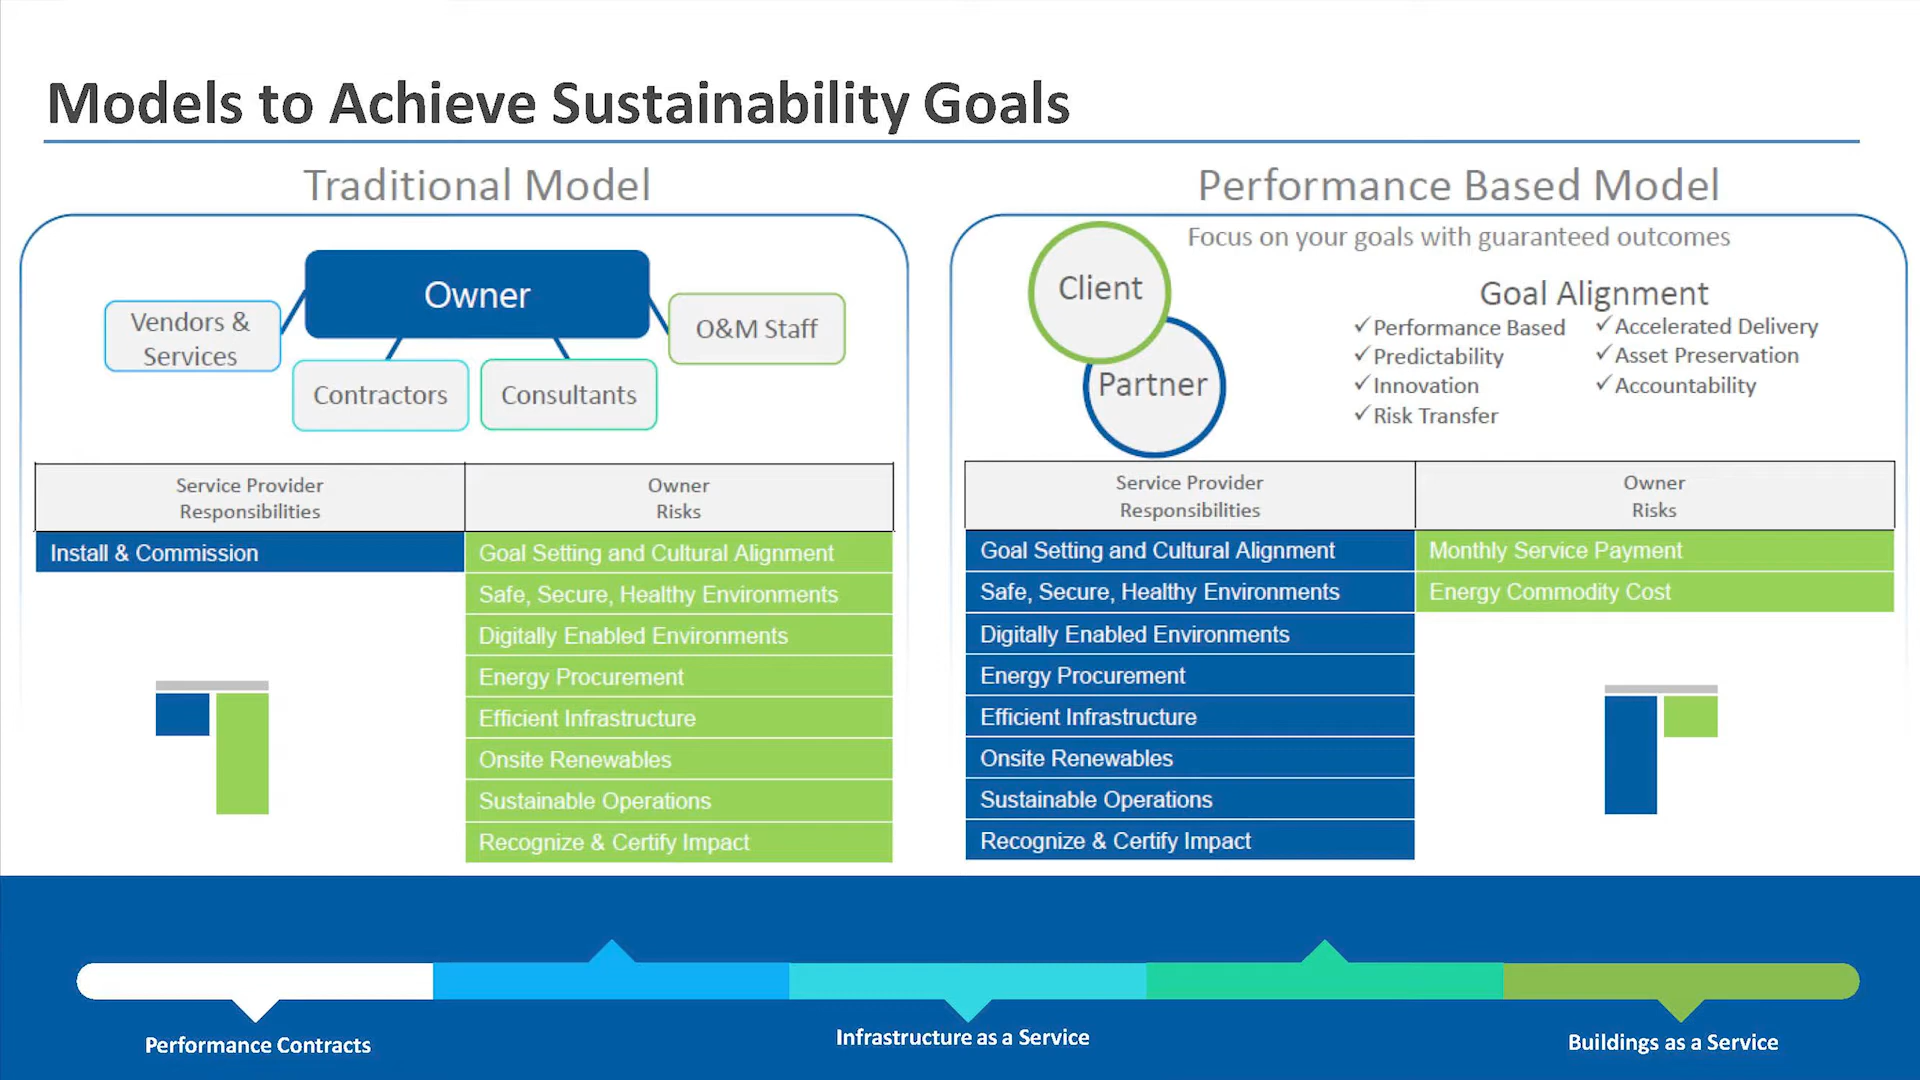 Models to Achieve Sustainability Goals
Traditional Model
Owner
Vendors &
Services
O&M Staff
Contractors
Consultants
Service Provider
Responsibilities
Owner
Risks
Install & Commission
Goal Setting and Cultural Alignment
Safe, Secure, Healthy Environments
Digitally Enabled Environments
Energy Procurement
Efficient Infrastructure
Onsite Renewables
Sustainable Operations
Recognize & Certify Impact
Performance Based Model
Focus on your goals with guaranteed outcomes
Client
Partner
Goal Alignment
✓Performance Based
✓Predictability
✓Innovation
✓Risk Transfer
✓Accelerated Delivery
✓Asset Preservation
✓Accountability
Service Provider
Responsibilities
Owner
Risks
Goal Setting and Cultural Alignment
Safe, Secure, Healthy Environments
Digitally Enabled Environments
Energy Procurement
Efficient Infrastructure
Onsite Renewables
Sustainable Operations
Recognize & Certify Impact
Monthly Service Payment
Energy Commodity Cost
Performance Contracts
Infrastructure as a Service
Buildings as a Service